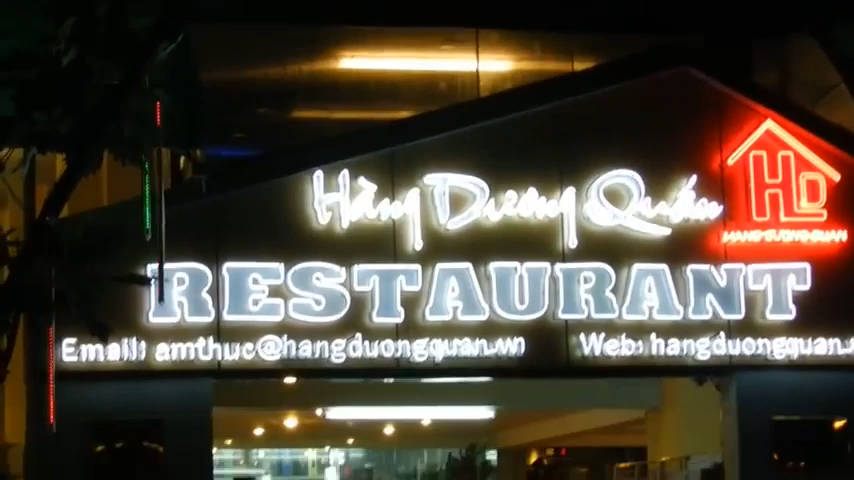 Hàng Dương Quán
HD
HANG DUONG QUAN
RESTAURANT
Email: amthuc@hangduongquan.vn
Web: hangduongquan.